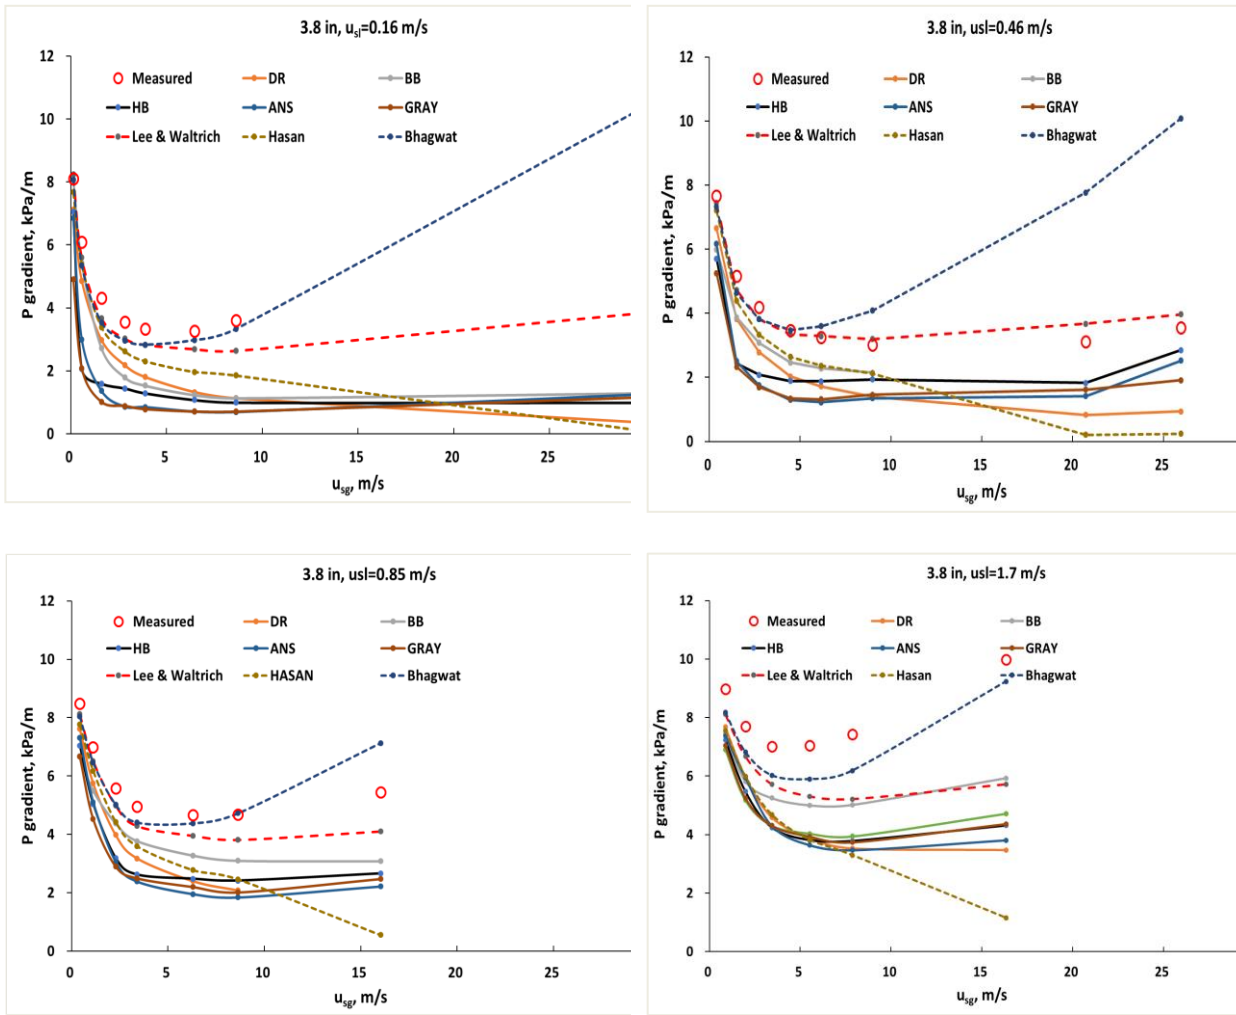 3.8 in, usl=0.16 m/s
12
10
8
6
4
2
0
P gradient, kPa/m
Measured DR BB
HB ANS GRAY
Lee & Waltrich Hasan Bhagwat
0 5 10 15 20 25
usg, m/s
3.8 in, usl=0.46 m/s
12
10
8
6
4
2
0
P gradient, kPa/m
Measured DR BB
HB ANS GRAY
Lee & Waltrich Hasan Bhagwat
0 5 10 15 20 25
usg, m/s
3.8 in, usl=0.85 m/s
12
10
8
6
4
2
0
P gradient, kPa/m
Measured DR BB
HB ANS GRAY
Lee & Waltrich HASAN Bhagwat
0 5 10 15 20 25
usg, m/s
3.8 in, usl=1.7 m/s
12
10
8
6
4
2
0
P gradient, kPa/m
Measured DR BB
HB ANS GRAY
Lee & Waltrich Hasan Bhagwat
0 5 10 15 20 25
usg, m/s